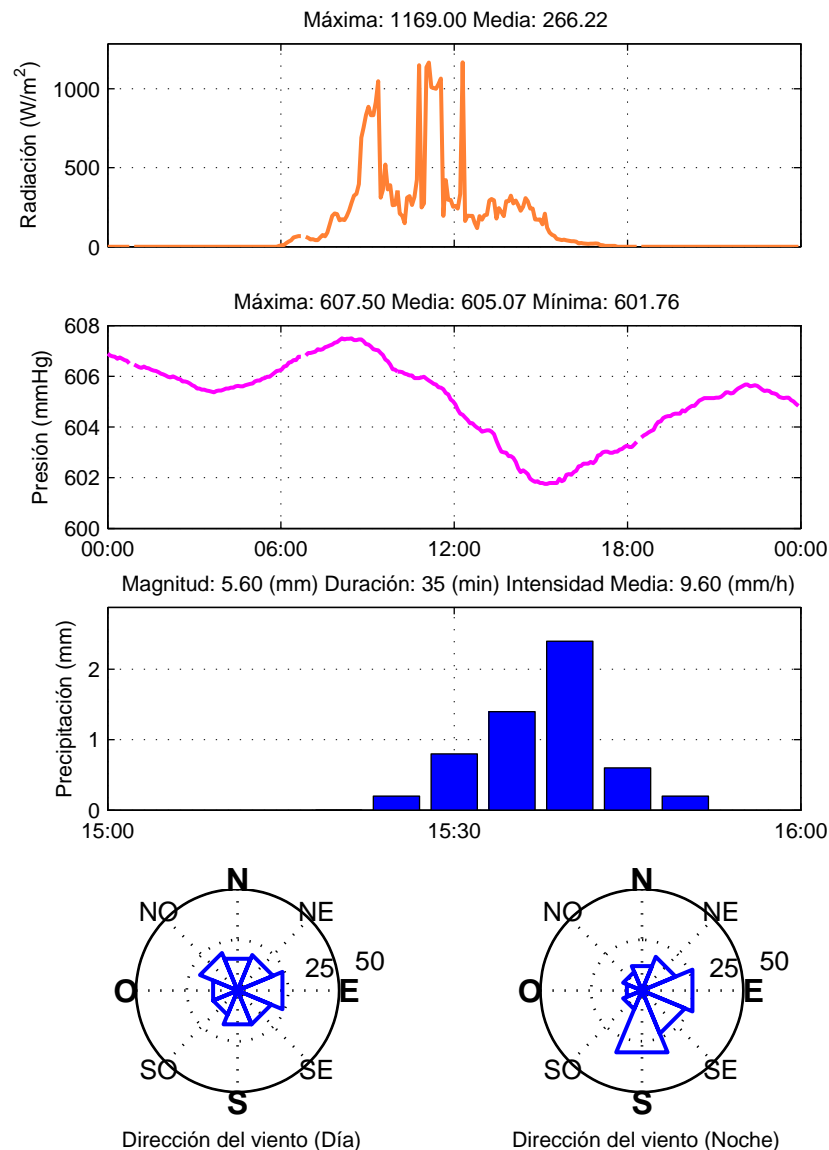 Máxima: 1169.00 Media: 266.22
Radiación (W/m²)
1000
500
0
Máxima: 607.50 Media: 605.07 Mínima: 601.76
Presión (mmHg)
608
606
604
602
600
00:00 06:00 12:00 18:00 00:00
Magnitud: 5.60 (mm) Duración: 35 (min) Intensidad Media: 9.60 (mm/h)
Precipitación (mm)
2
1
0
15:00 15:30 16:00
N
NO NE
25 50
O E
SO SE
S
Dirección del viento (Día)
N
NO NE
25 50
O E
SO SE
S
Dirección del viento (Noche)